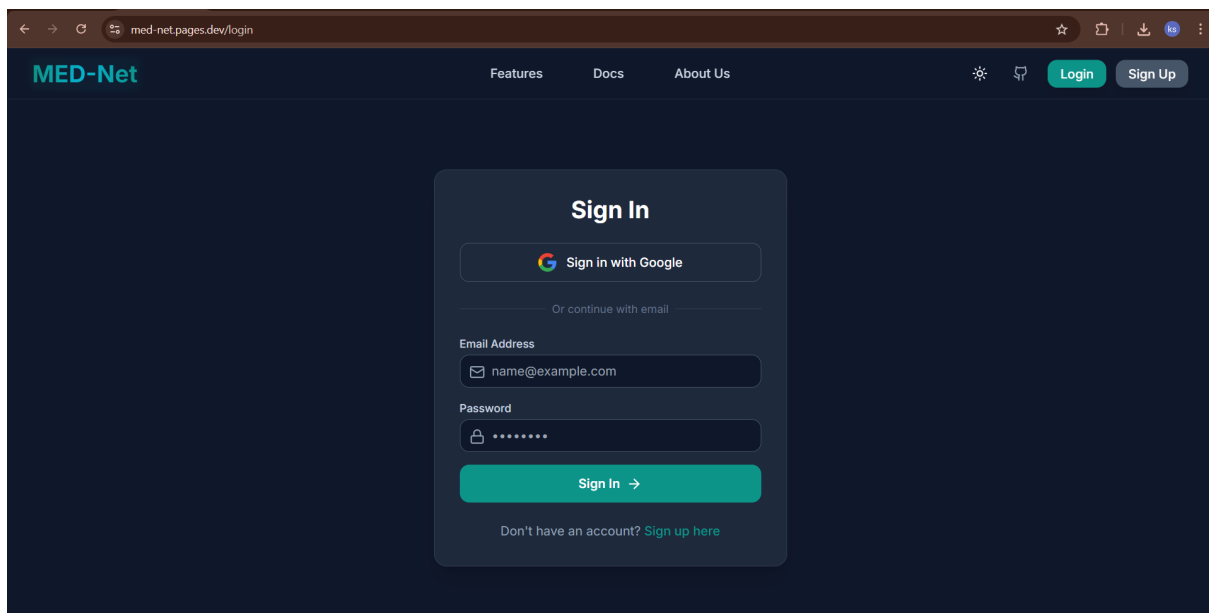 med-net.pages.dev/login
ks
MED-Net
Features
Docs
About Us
Login
Sign Up
Sign In
Sign in with Google
Or continue with email
Email Address
name@example.com
Password
••••••••
Sign In →
Don't have an account? Sign up here